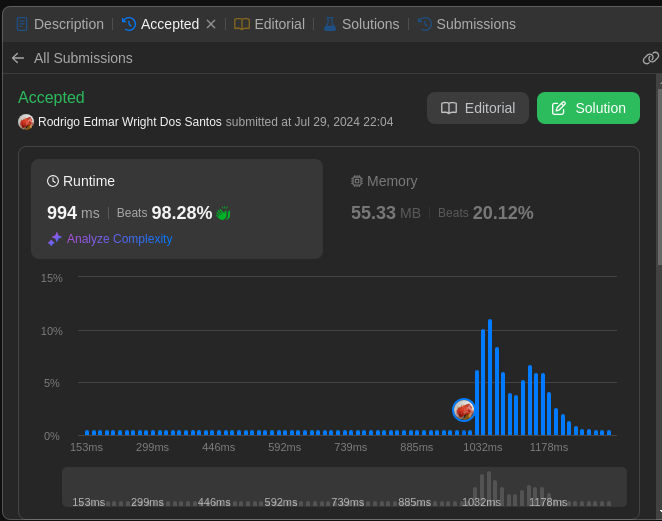 Description | Accepted | Editorial | Solutions | Submissions
All Submissions
Accepted
Rodrigo Edmar Wright Dos Santos submitted at Jul 29, 2024 22:04
Editorial
Solution
Runtime
994 ms | Beats 98.28%
Analyze Complexity
Memory
55.33 MB | Beats 20.12%
15%
10%
5%
0%
153ms 299ms 446ms 592ms 739ms 885ms 1032ms 1178ms
153ms 299ms 446ms 592ms 739ms 885ms 1032ms 1178ms